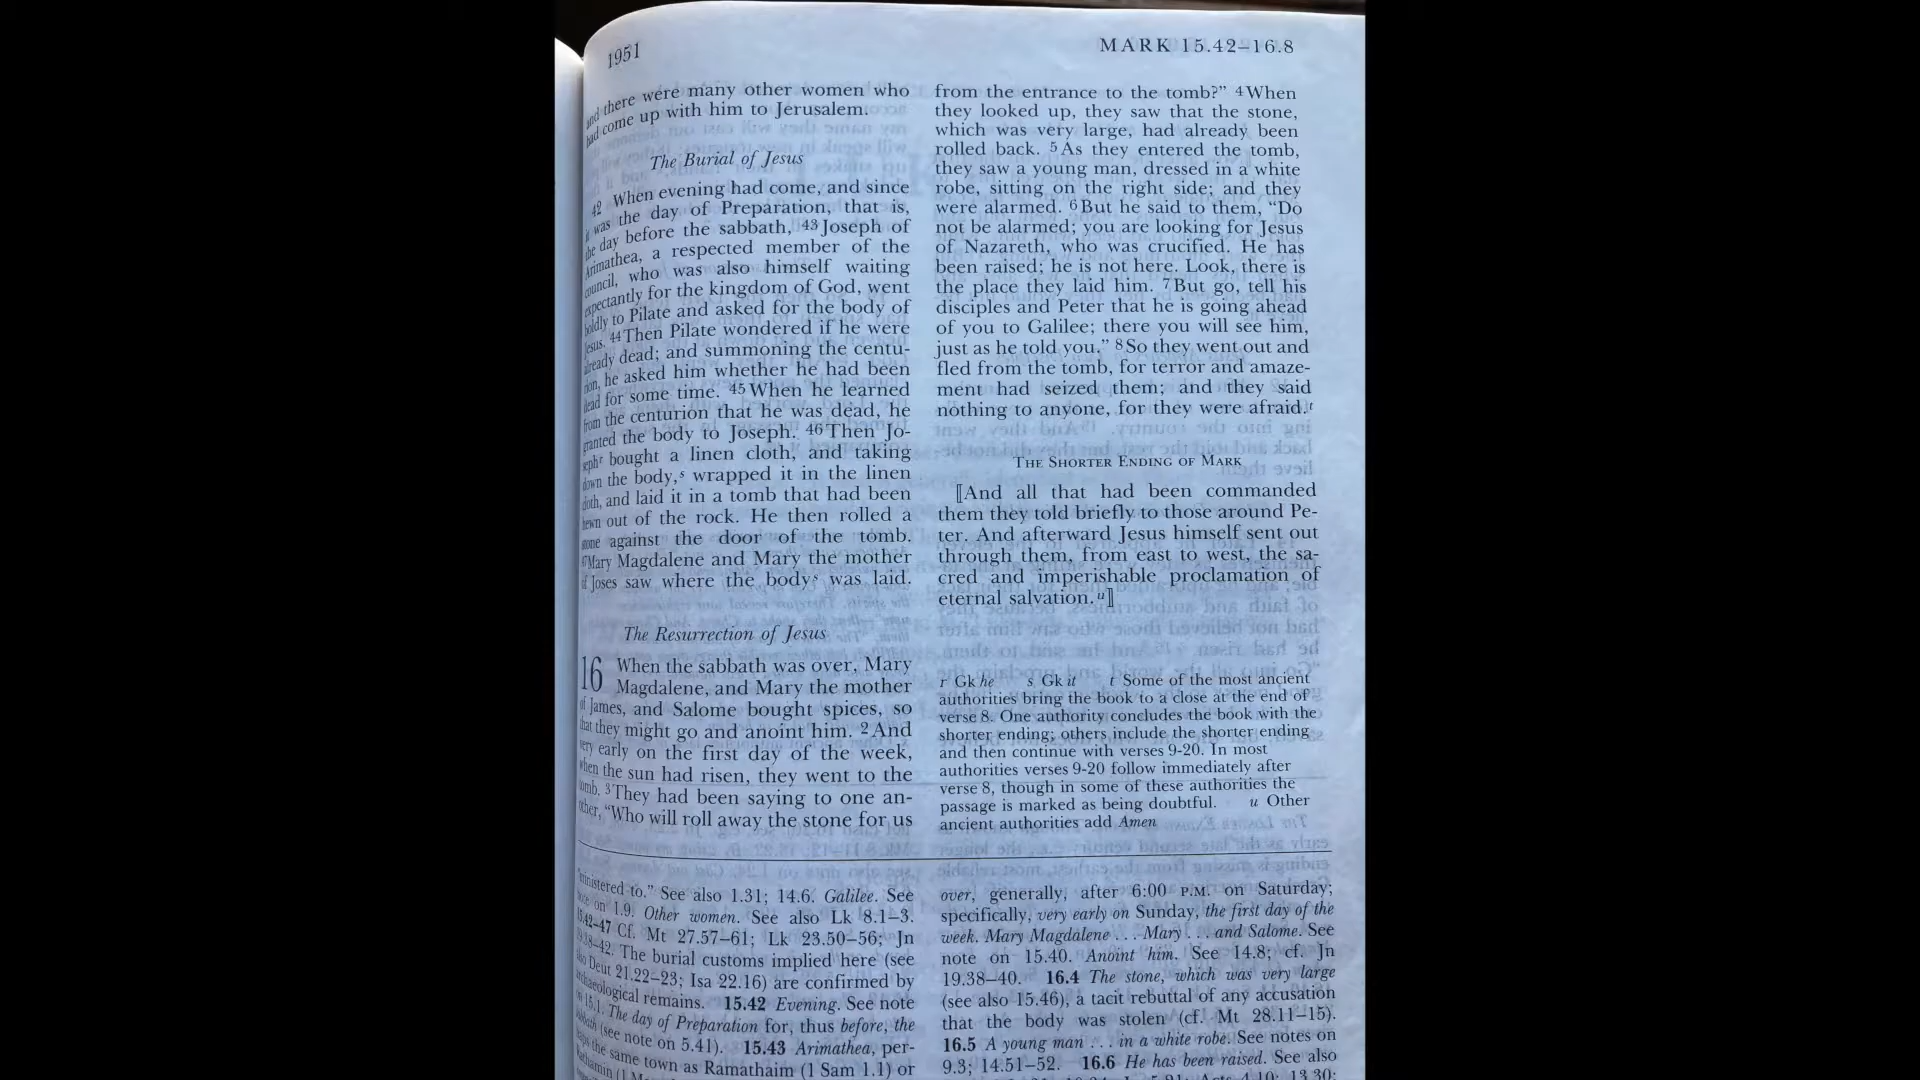 1951
MARK 15.42–16.8
and there were many other women who
had come up with him to Jerusalem.
The Burial of Jesus
42 When evening had come, and since
it was the day of Preparation, that is,
the day before the sabbath, 43 Joseph of
Arimathea, a respected member of the
council, who was also himself waiting
expectantly for the kingdom of God, went
boldly to Pilate and asked for the body of
Jesus. 44 Then Pilate wondered if he were
already dead; and summoning the centu-
rion, he asked him whether he had been
dead for some time. 45 When he learned
from the centurion that he was dead, he
granted the body to Joseph. 46 Then Jo-
seph r bought a linen cloth, and taking
down the body, s wrapped it in the linen
cloth, and laid it in a tomb that had been
hewn out of the rock. He then rolled a
stone against the door of the tomb.
47 Mary Magdalene and Mary the mother
of Joses saw where the body s was laid.
The Resurrection of Jesus
16 When the sabbath was over, Mary
Magdalene, and Mary the mother
of James, and Salome bought spices, so
that they might go and anoint him. 2 And
very early on the first day of the week,
when the sun had risen, they went to the
tomb. 3 They had been saying to one an-
other, “Who will roll away the stone for us
from the entrance to the tomb?” 4 When
they looked up, they saw that the stone,
which was very large, had already been
rolled back. 5 As they entered the tomb,
they saw a young man, dressed in a white
robe, sitting on the right side; and they
were alarmed. 6 But he said to them, “Do
not be alarmed; you are looking for Jesus
of Nazareth, who was crucified. He has
been raised; he is not here. Look, there is
the place they laid him. 7 But go, tell his
disciples and Peter that he is going ahead
of you to Galilee; there you will see him,
just as he told you.” 8 So they went out and
fled from the tomb, for terror and amaze-
ment had seized them; and they said
nothing to anyone, for they were afraid. t
THE SHORTER ENDING OF MARK
⟦And all that had been commanded
them they told briefly to those around Pe-
ter. And afterward Jesus himself sent out
through them, from east to west, the sa-
cred and imperishable proclamation of
eternal salvation. u⟧
r Gk he s Gk it t Some of the most ancient
authorities bring the book to a close at the end of
verse 8. One authority concludes the book with the
shorter ending; others include the shorter ending
and then continue with verses 9-20. In most
authorities verses 9-20 follow immediately after
verse 8, though in some of these authorities the
passage is marked as being doubtful. u Other
ancient authorities add Amen
“ministered to.” See also 1.31; 14.6. Galilee. See
note on 1.9. Other women. See also Lk 8.1–3.
15.42–47 Cf. Mt 27.57–61; Lk 23.50–56; Jn
19.38–42. The burial customs implied here (see
also Deut 21.22–23; Isa 22.16) are confirmed by
archaeological remains. 15.42 Evening. See note
on 15.1. The day of Preparation for, thus before, the
sabbath (see note on 5.41). 15.43 Arimathea, per-
haps the same town as Ramathaim (1 Sam 1.1) or
over, generally, after 6:00 P.M. on Saturday;
specifically, very early on Sunday, the first day of the
week. Mary Magdalene . . . Mary . . . and Salome. See
note on 15.40. Anoint him. See 14.8; cf. Jn
19.38–40. 16.4 The stone, which was very large
(see also 15.46), a tacit rebuttal of any accusation
that the body was stolen (cf. Mt 28.11–15).
16.5 A young man . . . in a white robe. See notes on
9.3; 14.51–52. 16.6 He has been raised. See also